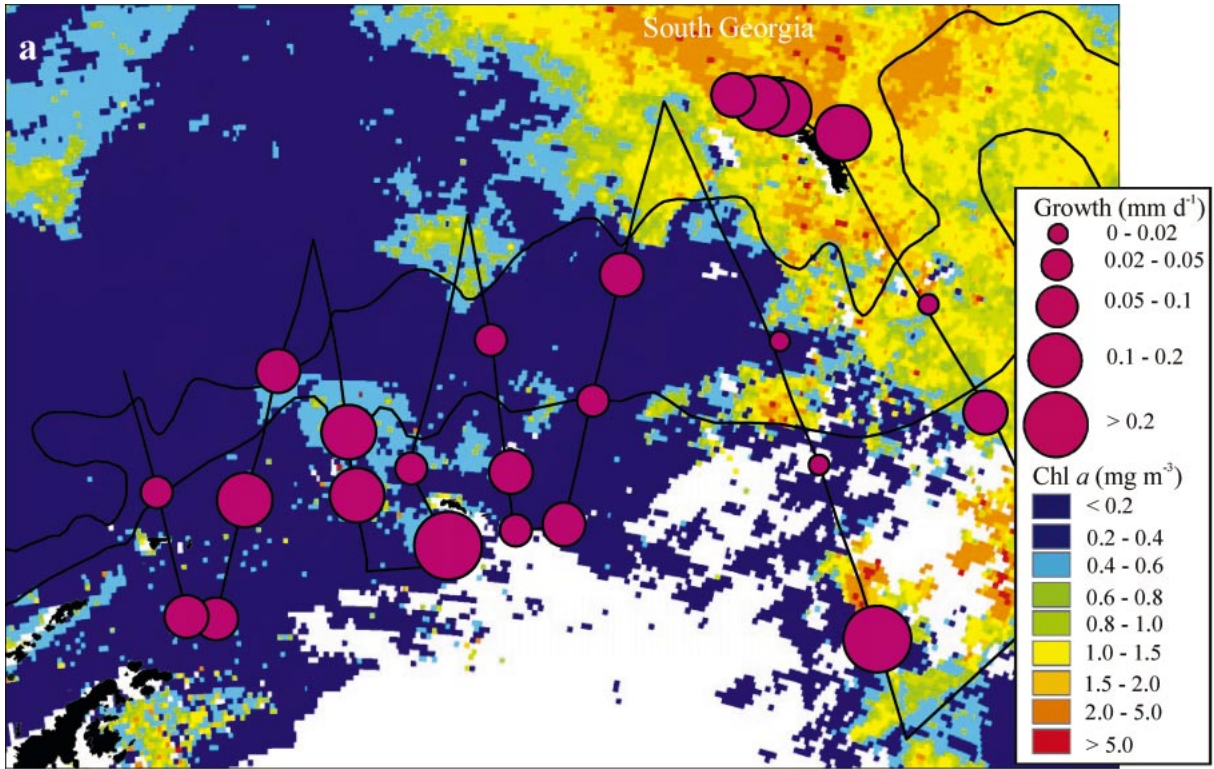 a
South Georgia
Growth (mm d⁻¹)
0 - 0.02
0.02 - 0.05
0.05 - 0.1
0.1 - 0.2
> 0.2
Chl a (mg m⁻³)
< 0.2
0.2 - 0.4
0.4 - 0.6
0.6 - 0.8
0.8 - 1.0
1.0 - 1.5
1.5 - 2.0
2.0 - 5.0
> 5.0